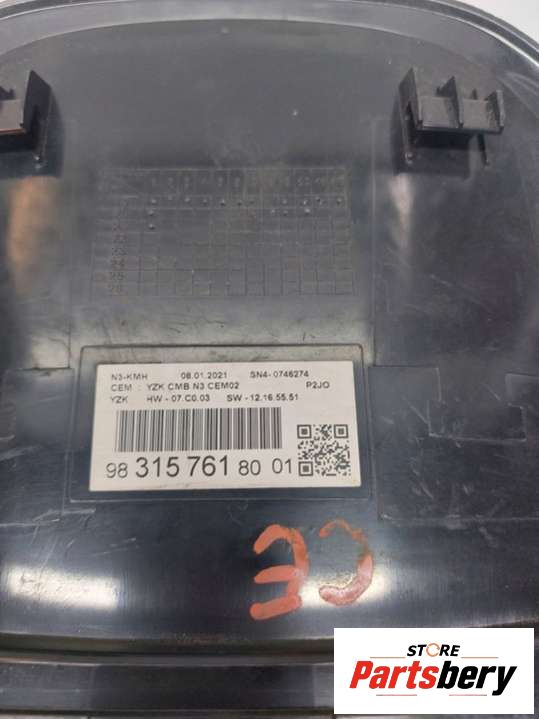 N3-KMH 08.01.2021 SN4-0746274
CEM : YZK CMB N3 CEM02 P2JO
YZK HW-07.C0.03 SW-12.16.55.51
98 315 761 80 01
STORE
Partsbery